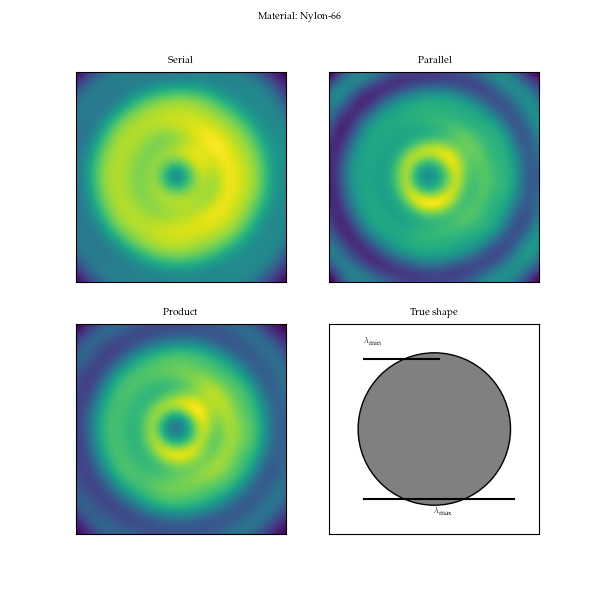 Material: Nylon-66
Serial
Parallel
Product
True shape
λmin
λmax